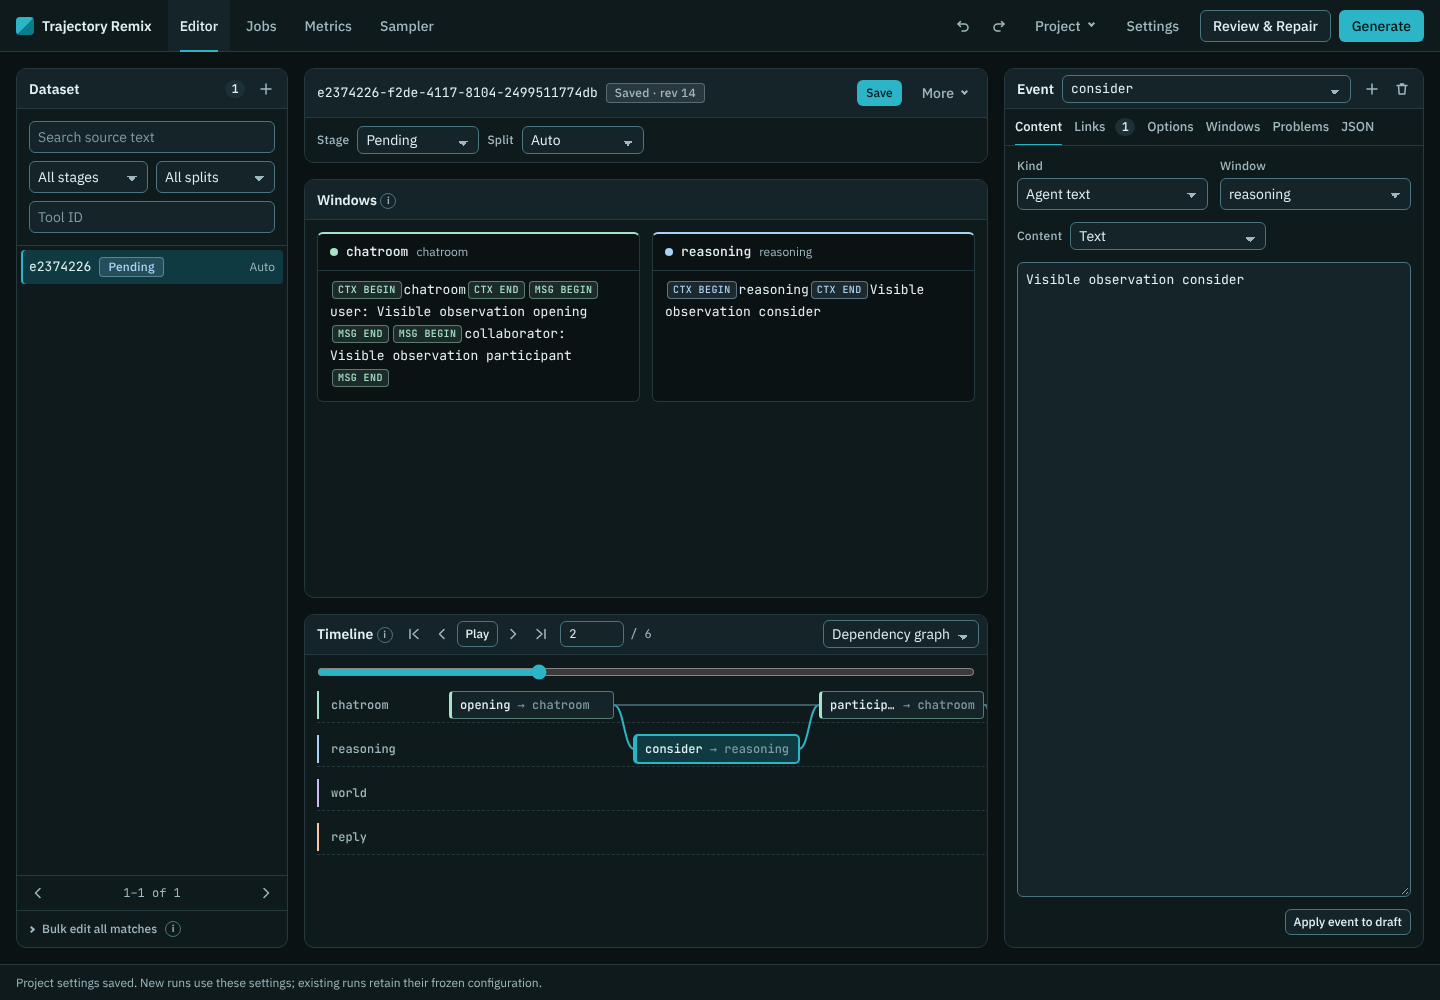 Trajectory Remix
Editor
Jobs
Metrics
Sampler
Project
Settings
Review & Repair
Generate
Dataset
1
Search source text
All stages
All splits
Tool ID
e2374226
Pending
Auto
1–1 of 1
Bulk edit all matches
e2374226-f2de-4117-8104-2499511774db
Saved · rev 14
Save
More
Stage
Pending
Split
Auto
Windows
chatroom chatroom
CTX BEGIN chatroom CTX END MSG BEGIN
user: Visible observation opening
MSG END MSG BEGIN collaborator:
Visible observation participant
MSG END
reasoning reasoning
CTX BEGIN reasoning CTX END Visible
observation consider
Timeline
Play
2
/ 6
Dependency graph
chatroom
opening → chatroom
particip… → chatroom
reasoning
consider → reasoning
world
reply
Event
consider
Content
Links 1
Options
Windows
Problems
JSON
Kind
Window
Agent text
reasoning
Content
Text
Visible observation consider
Apply event to draft
Project settings saved. New runs use these settings; existing runs retain their frozen configuration.